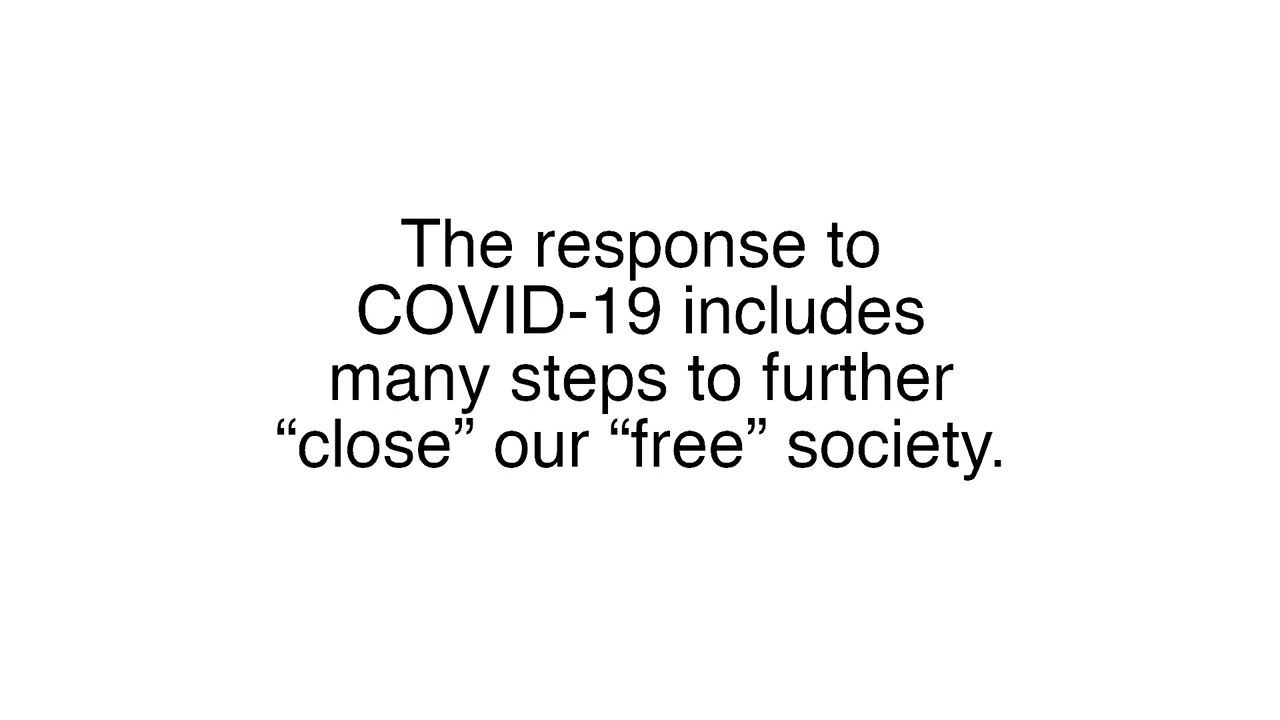 The response to
COVID-19 includes
many steps to further
“close” our “free” society.